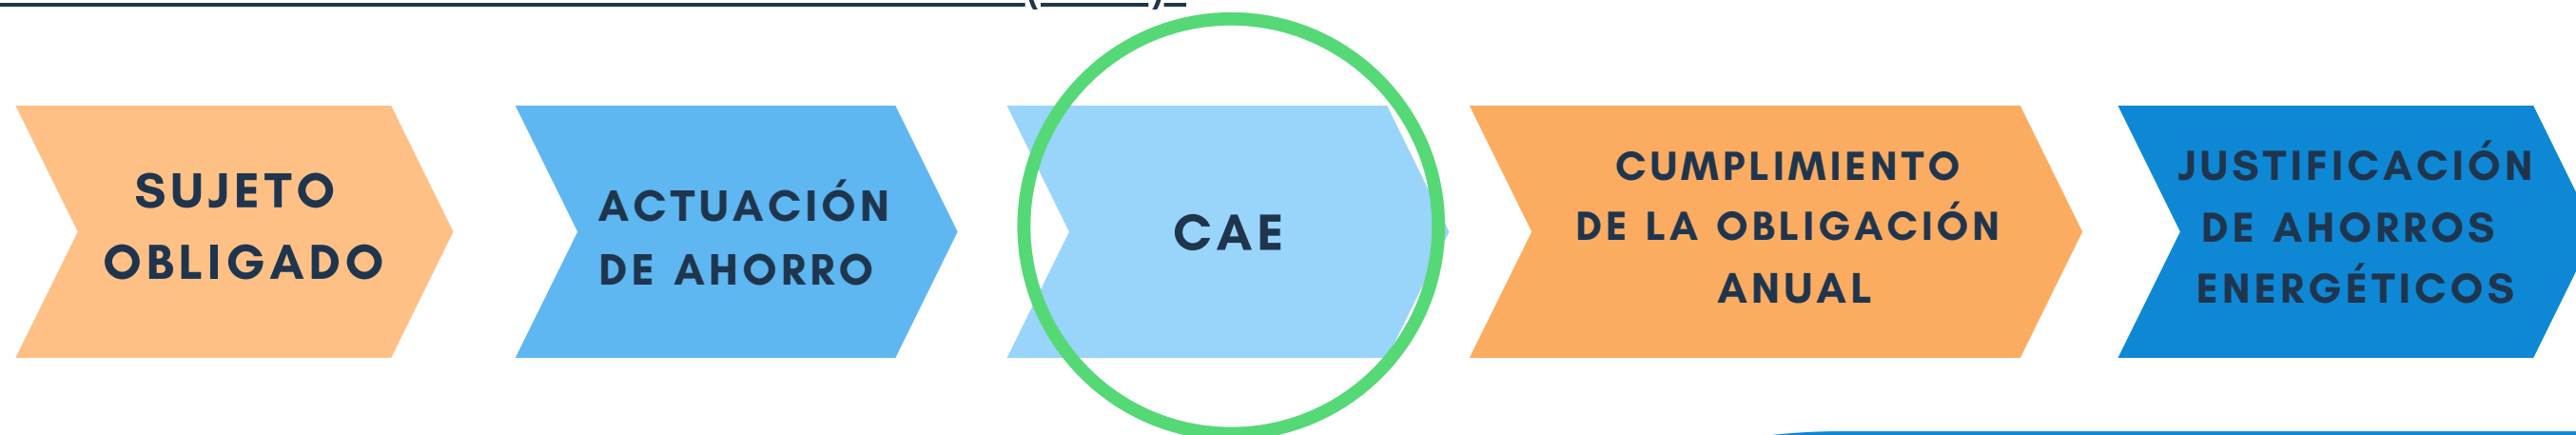 SUJETO
OBLIGADO
ACTUACIÓN
DE AHORRO
CAE
CUMPLIMIENTO
DE LA OBLIGACIÓN
ANUAL
JUSTIFICACIÓN
DE AHORROS
ENERGÉTICOS